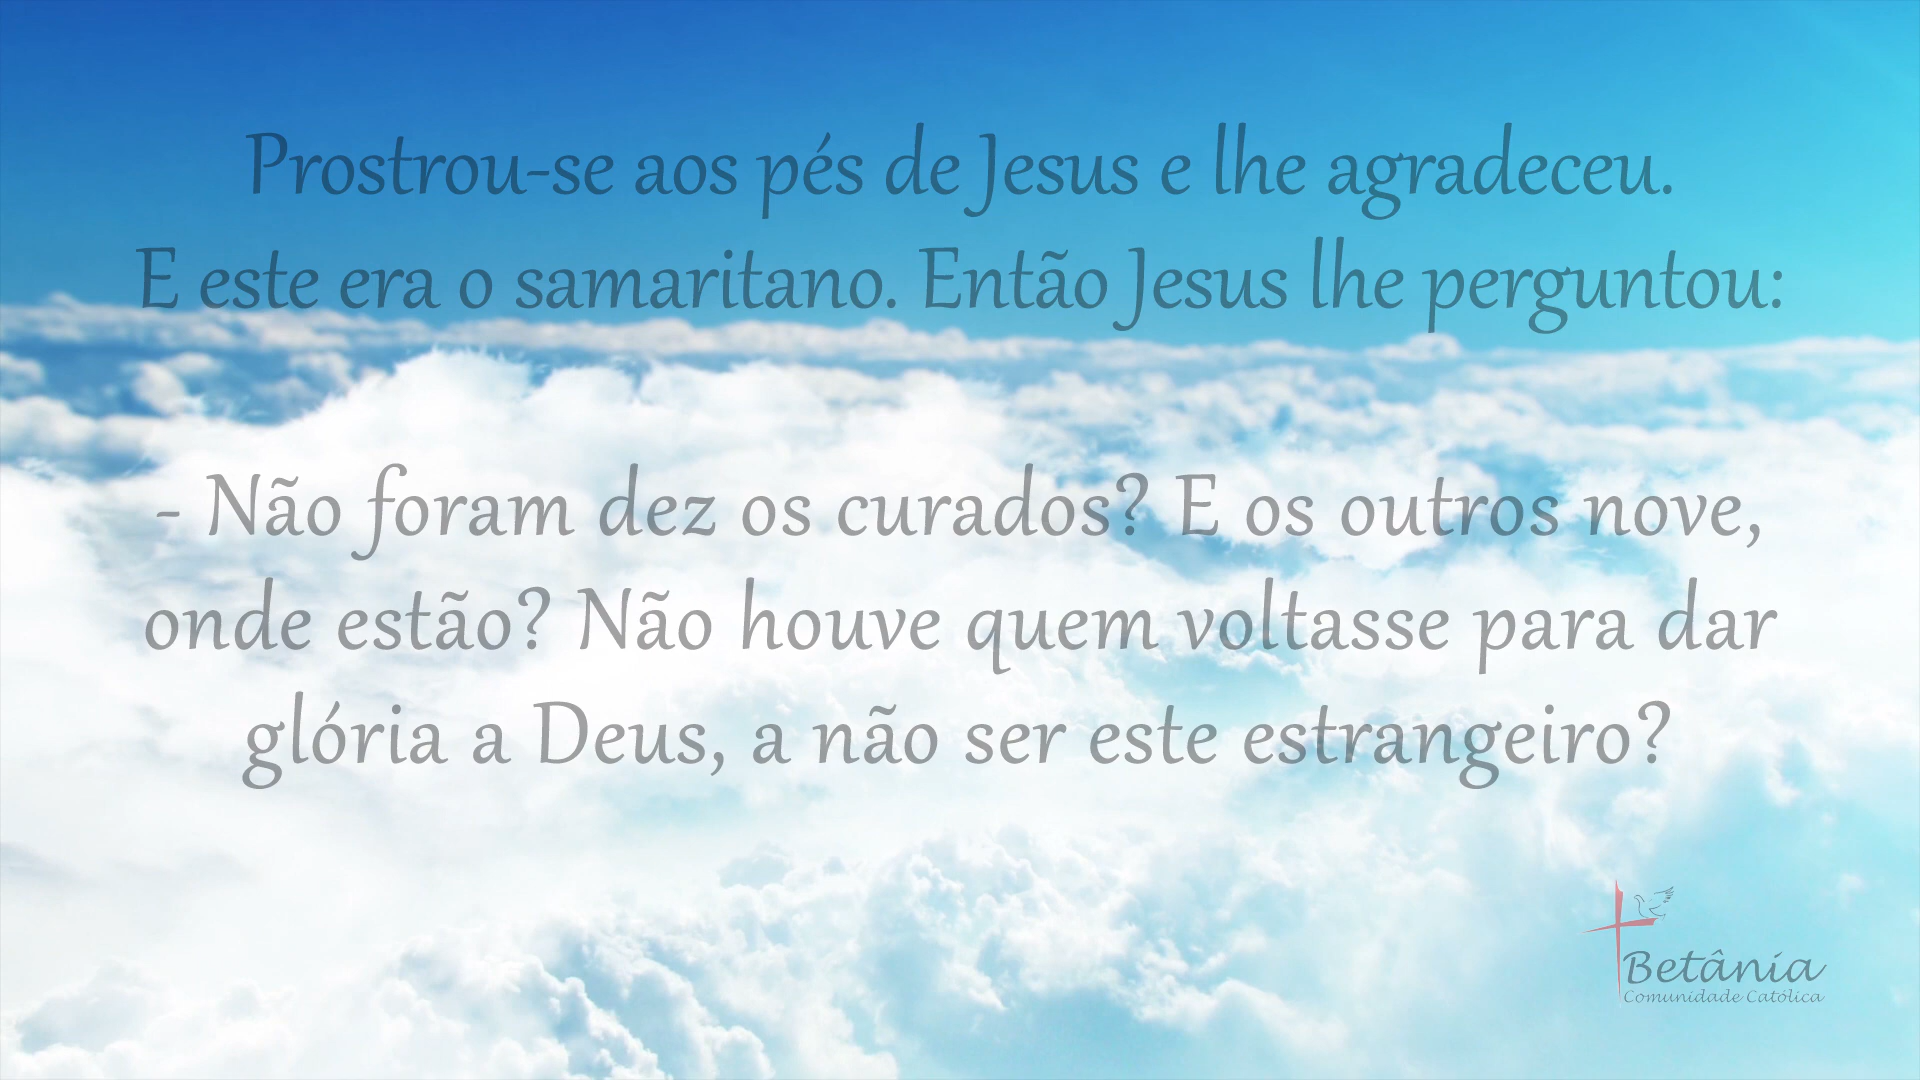 Prostrou-se aos pés de Jesus e lhe agradeceu.
E este era o samaritano. Então Jesus lhe perguntou:
- Não foram dez os curados? E os outros nove,
onde estão? Não houve quem voltasse para dar
glória a Deus, a não ser este estrangeiro?
Betânia
Comunidade Católica